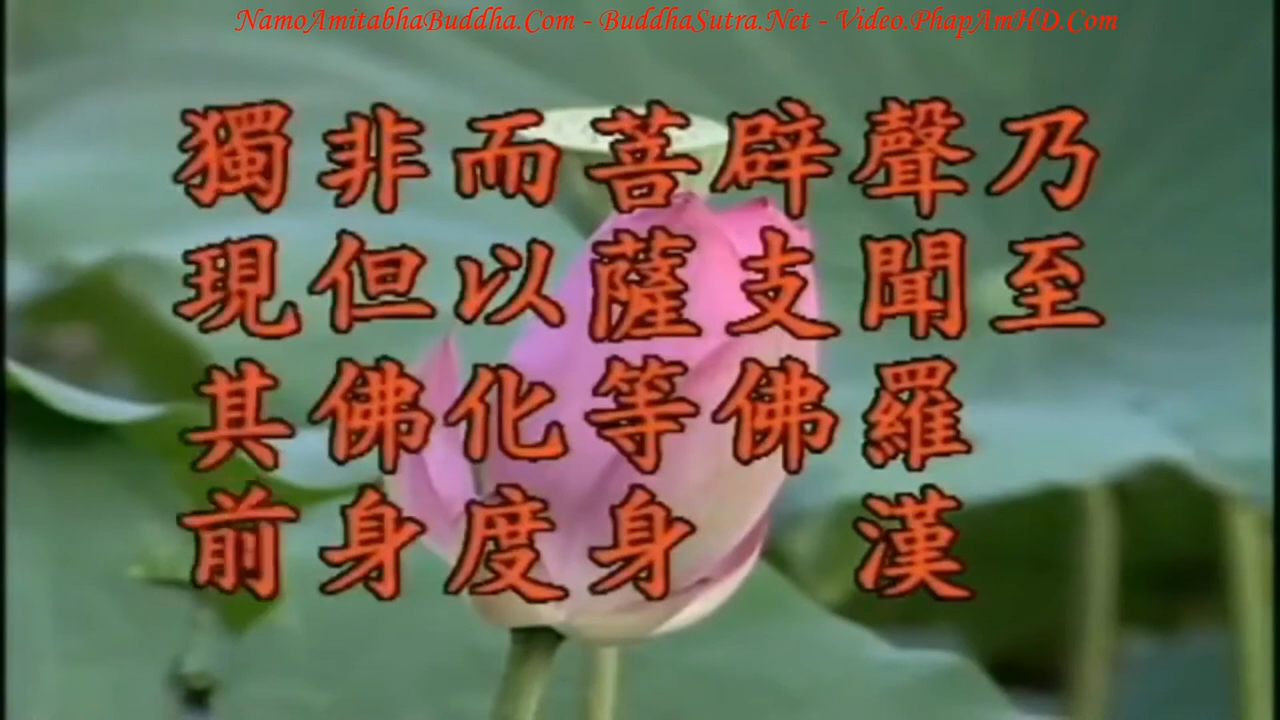 NamoAmitabhaBuddha.Com - BuddhaSutra.Net - Video.PhapAmHD.Com
乃至
聲聞羅漢
辟支佛
菩薩等身
而以化度
非但佛身
獨現其前